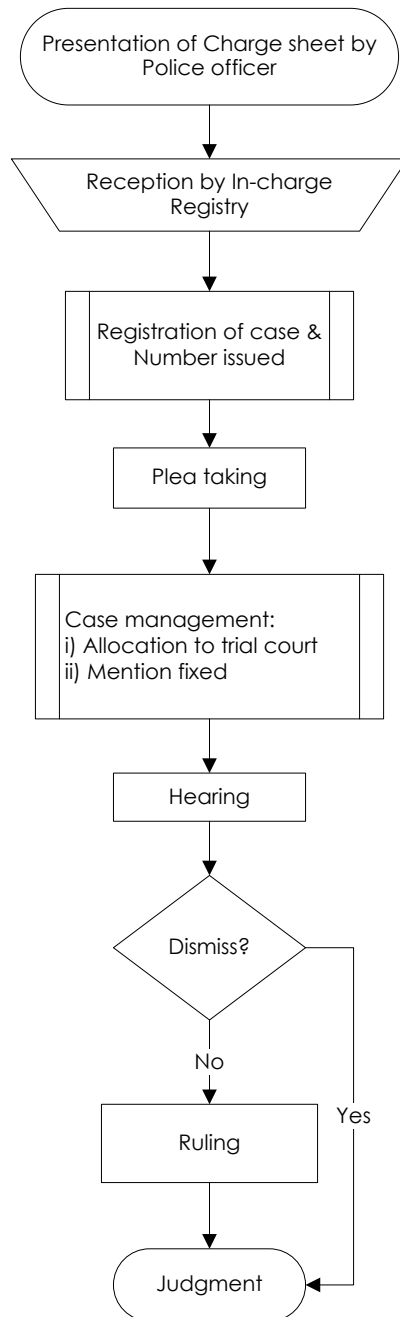 Presentation of Charge sheet by
Police officer
Reception by In-charge
Registry
Registration of case &
Number issued
Plea taking
Case management:
i) Allocation to trial court
ii) Mention fixed
Hearing
Dismiss?
No
Yes
Ruling
Judgment